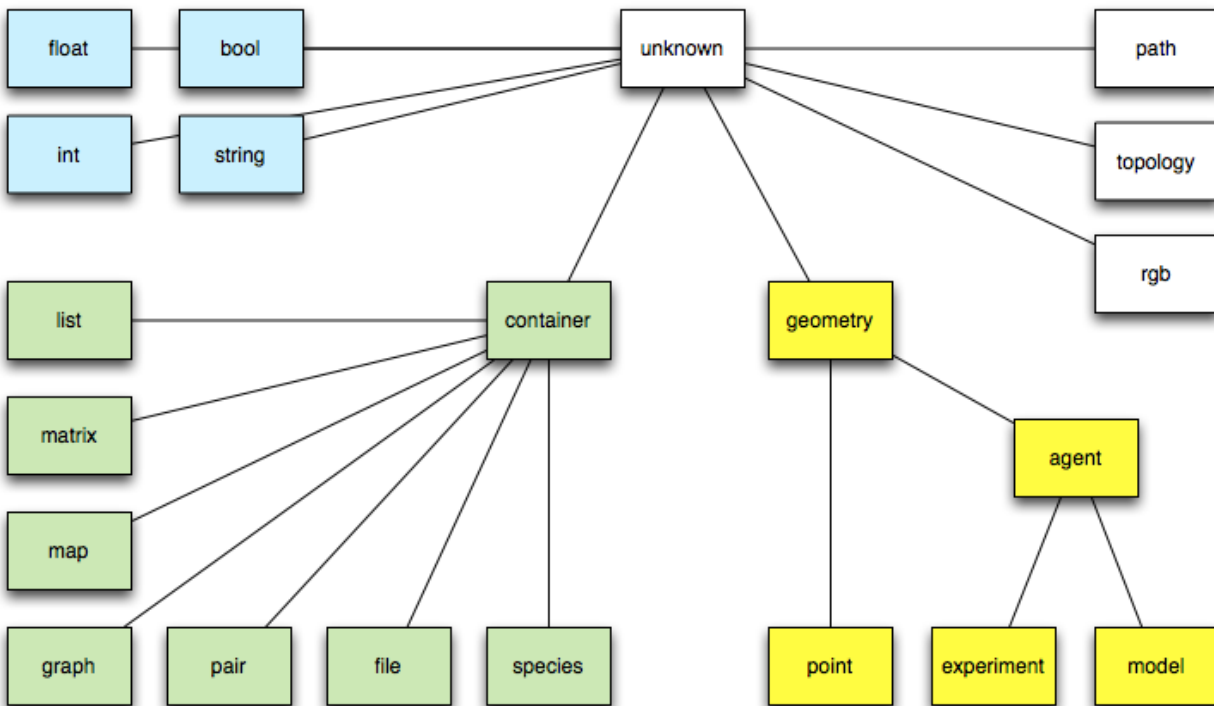 float
bool
unknown
path
int
string
topology
rgb
list
container
geometry
matrix
agent
map
graph
pair
file
species
point
experiment
model